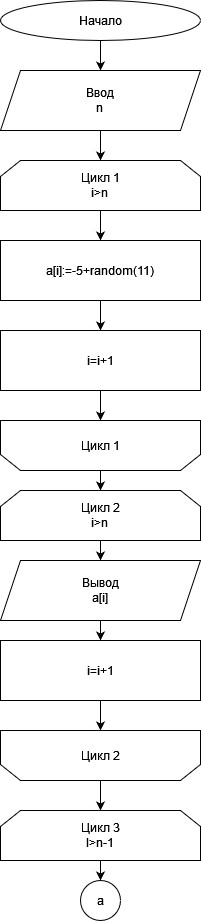 Начало
Ввод
n
Цикл 1
i>n
a[i]:=-5+random(11)
i=i+1
Цикл 1
Цикл 2
i>n
Вывод
a[i]
i=i+1
Цикл 2
Цикл 3
I>n-1
a